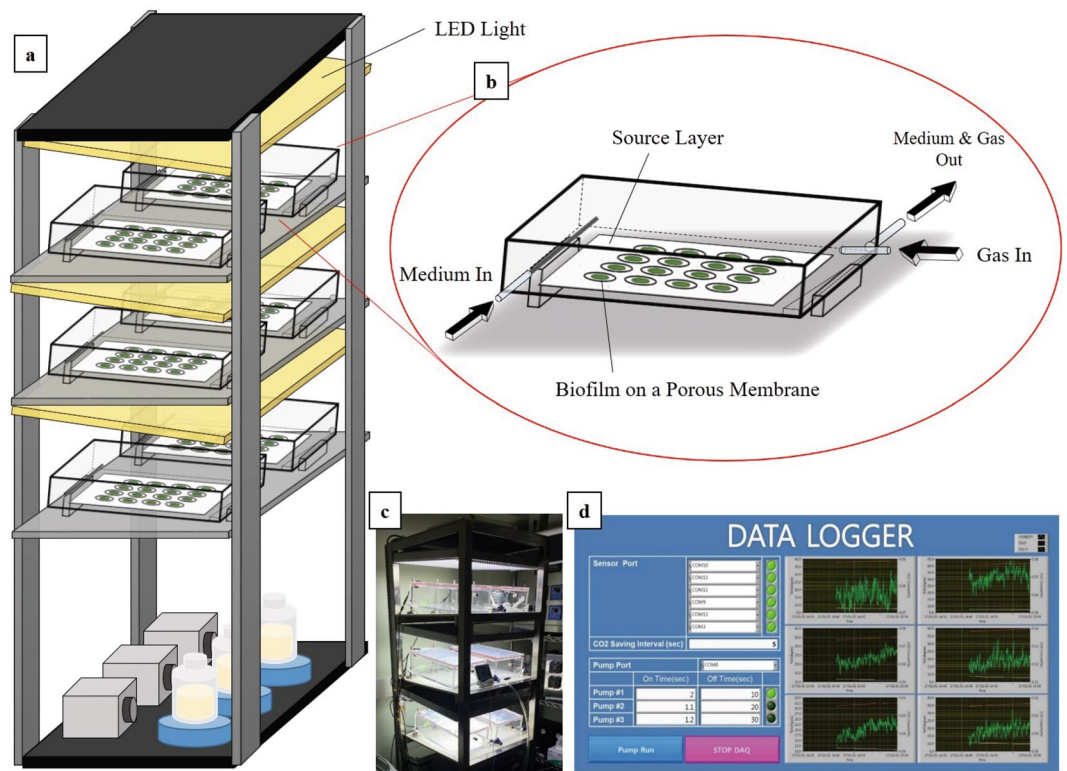 a
LED Light
b
Source Layer
Medium & Gas
Out
Medium In
Gas In
Biofilm on a Porous Membrane
c
d
DATA LOGGER
Sensor Port
COM10
COM12
COM11
COM9
COM13
COM3
CO2 Saving Interval (sec)
5
Pump Port
COM8
On Time(sec)
Off Time(sec)
Pump #1
2
10
Pump #2
1.1
20
Pump #3
1.2
30
Pump Run
STOP DAQ